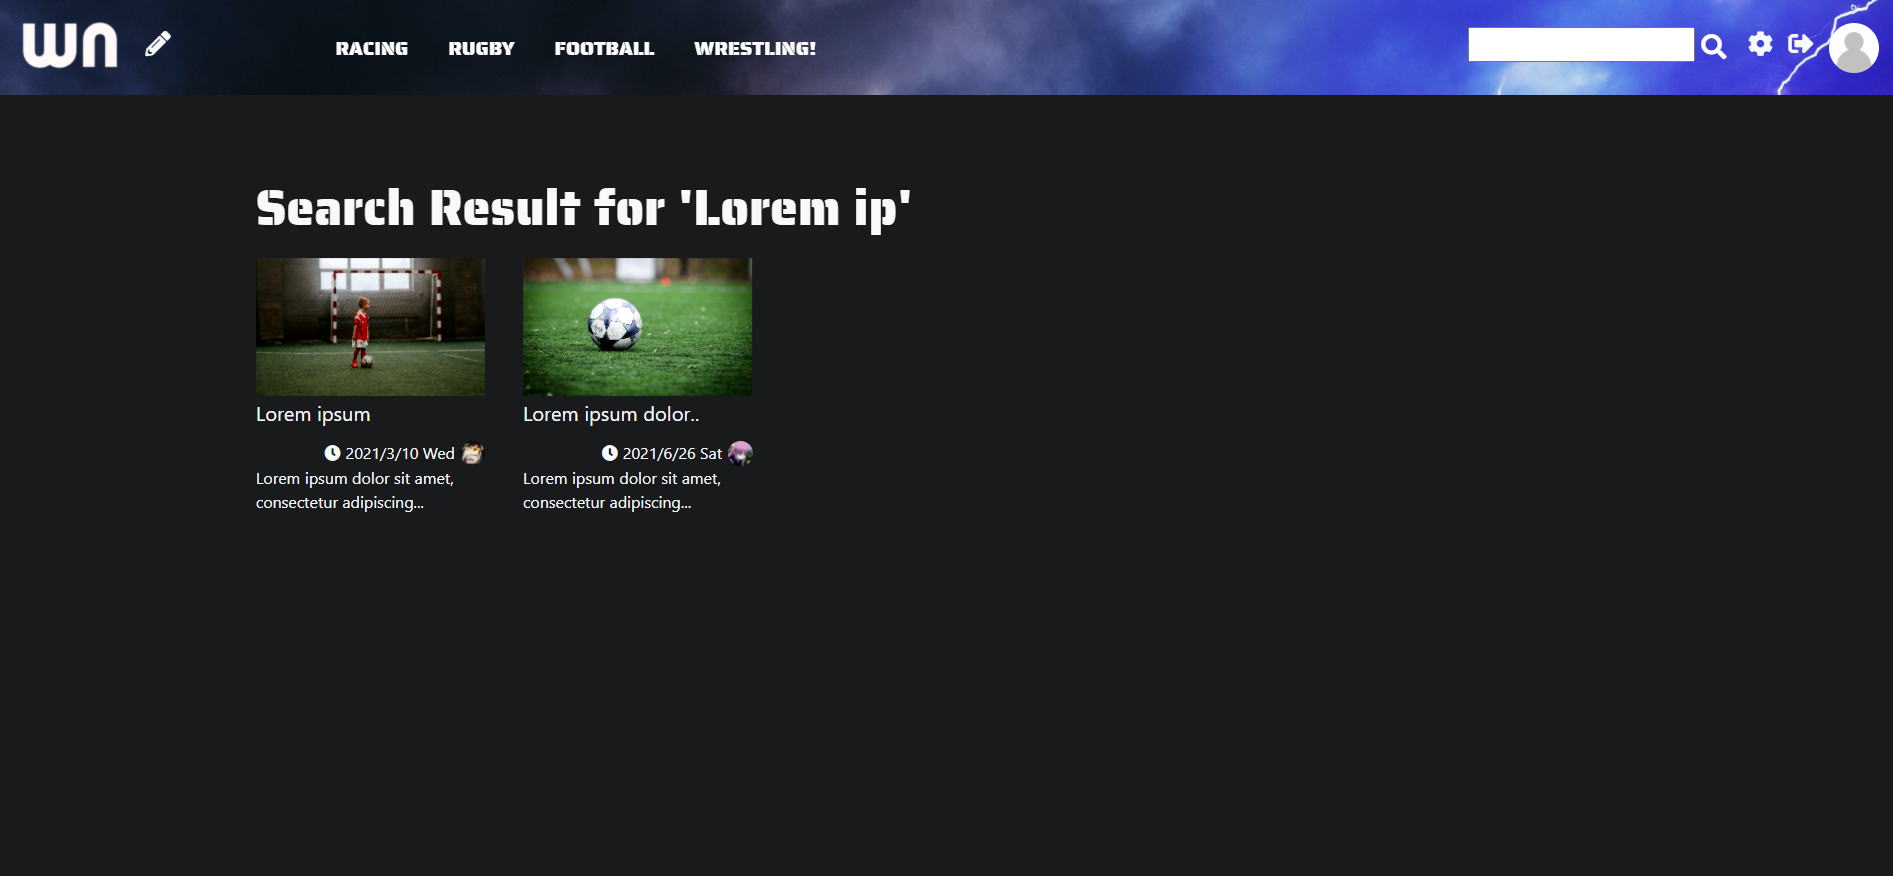 wn
RACING RUGBY FOOTBALL WRESTLING!
Search Result for 'Lorem ip'
Lorem ipsum
2021/3/10 Wed
Lorem ipsum dolor sit amet,
consectetur adipiscing...
Lorem ipsum dolor..
2021/6/26 Sat
Lorem ipsum dolor sit amet,
consectetur adipiscing...